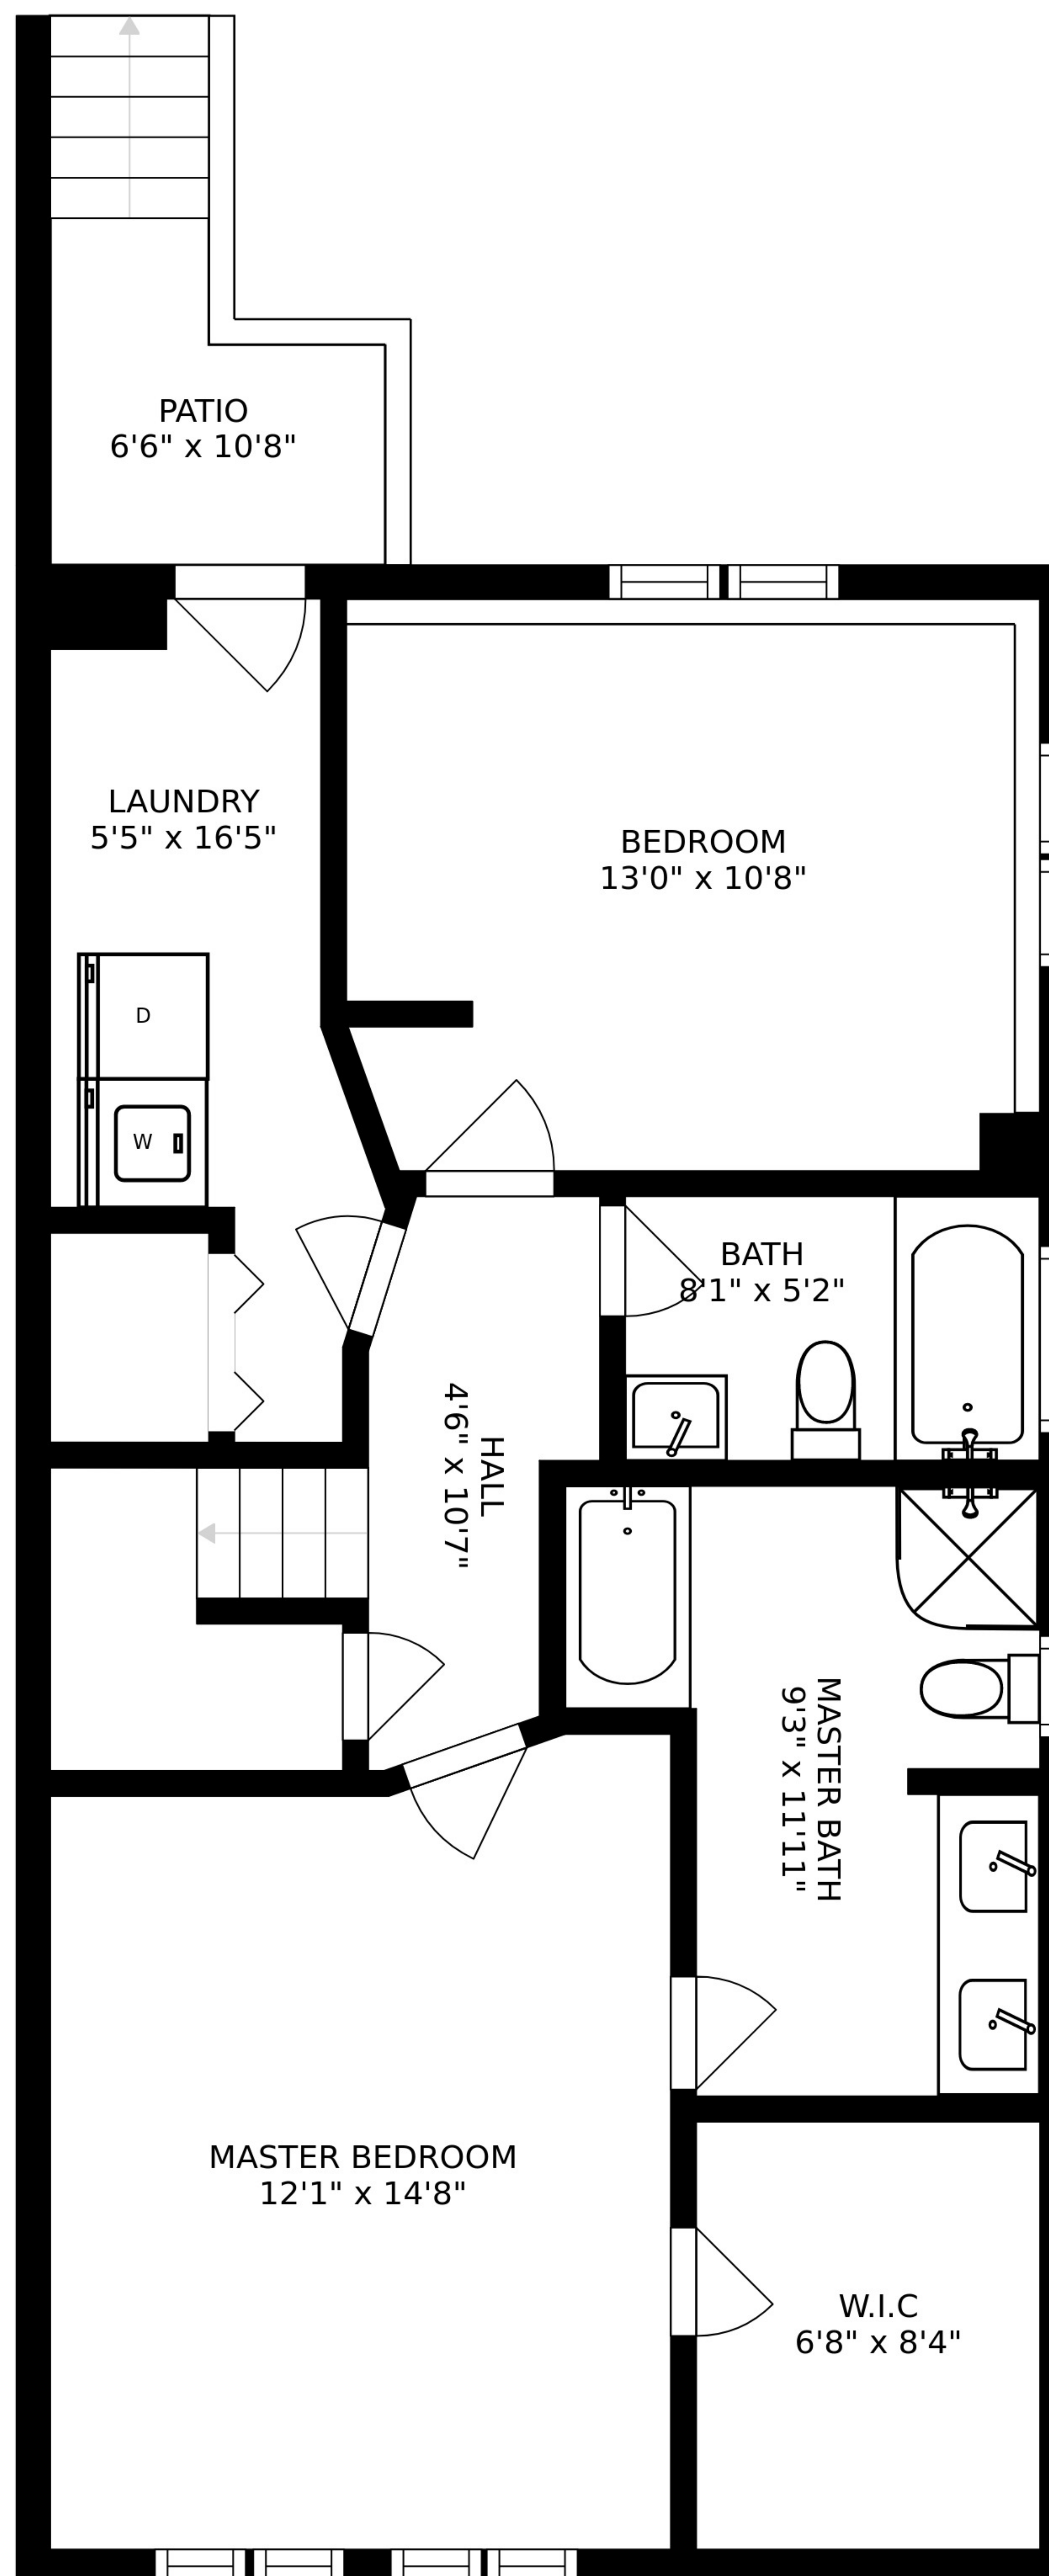 PATIO
6'6" x 10'8"
LAUNDRY
5'5" x 16'5"
BEDROOM
13'0" x 10'8"
D
W
BATH
8'1" x 5'2"
HALL
4'6" x 10'7"
MASTER BATH
9'3" x 11'11"
MASTER BEDROOM
12'1" x 14'8"
W.I.C
6'8" x 8'4"